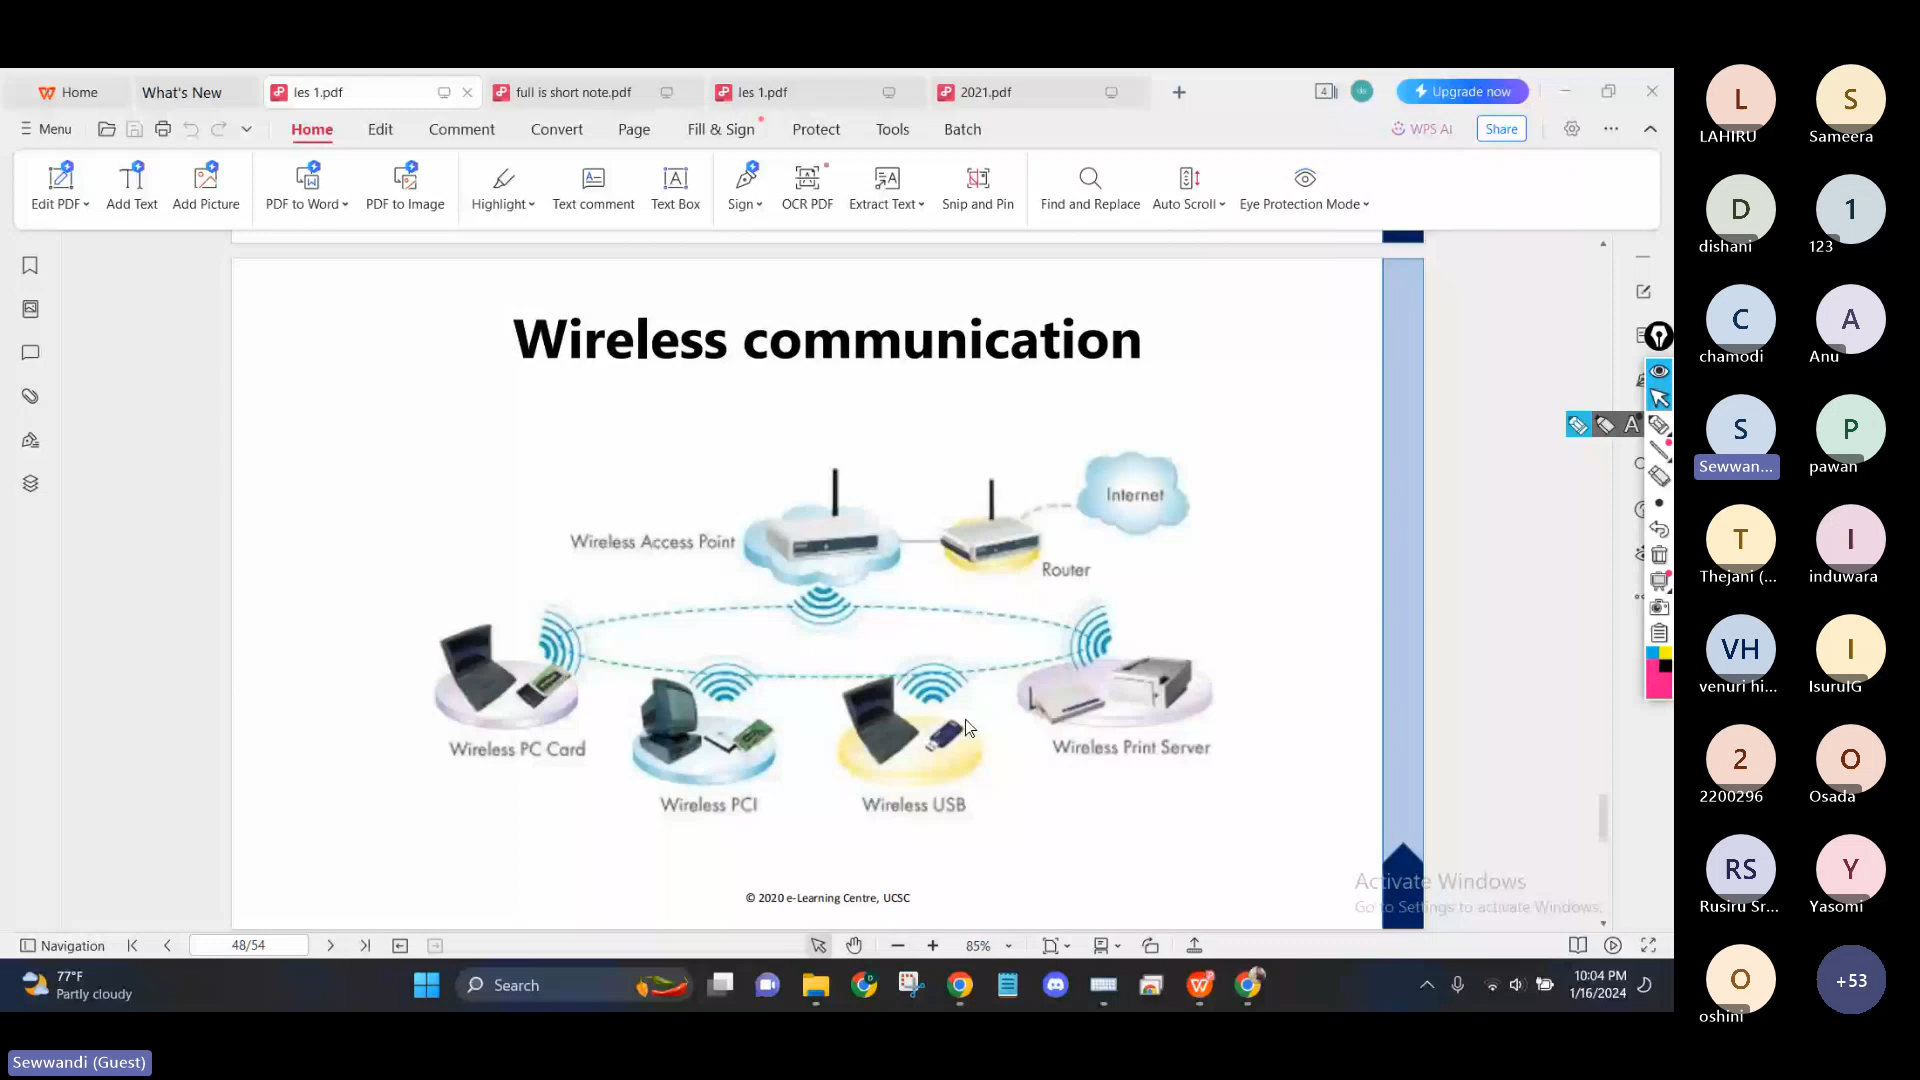 Home What's New les 1.pdf full is short note.pdf les 1.pdf 2021.pdf 4 Upgrade now
Menu Home Edit Comment Convert Page Fill & Sign Protect Tools Batch WPS AI Share
Edit PDF Add Text Add Picture PDF to Word PDF to Image Highlight Text comment Text Box Sign OCR PDF Extract Text Snip and Pin Find and Replace Auto Scroll Eye Protection Mode
Wireless communication
Internet
Wireless Access Point
Router
Wireless PC Card
Wireless Print Server
Wireless PCI
Wireless USB
© 2020 e-Learning Centre, UCSC
Activate Windows
Go to Settings to activate Windows.
Navigation 48/54 85%
77°F
Partly cloudy
Search
10:04 PM
1/16/2024
L S
LAHIRU Sameera
D 1
dishani 123
C A
chamodi Anu
S P
Sewwan... pawan
T I
Thejani (... induwara
VH I
venuri hi... IsuruIG
2 O
2200296 Osada
RS Y
Rusiru Sr... Yasomi
O +53
oshini
Sewwandi (Guest)